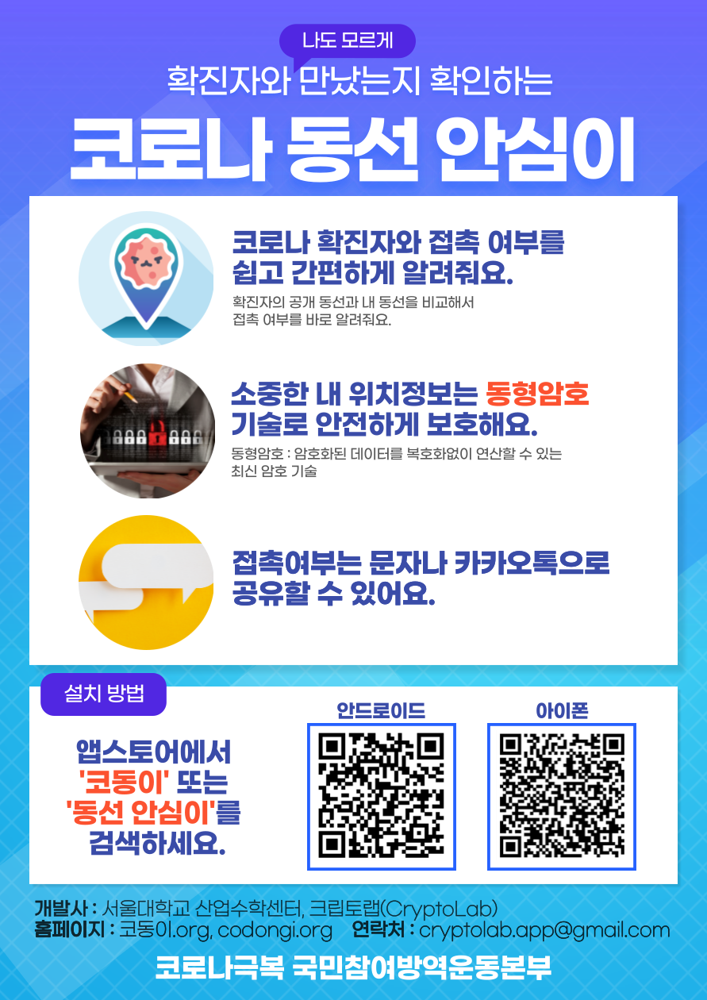 나도 모르게
확진자와 만났는지 확인하는
코로나 동선 안심이
코로나 확진자와 접촉 여부를
쉽고 간편하게 알려줘요.
확진자의 공개 동선과 내 동선을 비교해서
접촉 여부를 바로 알려줘요.
소중한 내 위치정보는 동형암호
기술로 안전하게 보호해요.
동형암호 : 암호화된 데이터를 복호화없이 연산할 수 있는
최신 암호 기술
접촉여부는 문자나 카카오톡으로
공유할 수 있어요.
설치 방법
앱스토어에서
'코동이' 또는
'동선 안심이'를
검색하세요.
안드로이드
아이폰
개발사 : 서울대학교 산업수학센터, 크립토랩(CryptoLab)
홈페이지 : 코동이.org, codongi.org 연락처 : cryptolab.app@gmail.com
코로나극복 국민참여방역운동본부